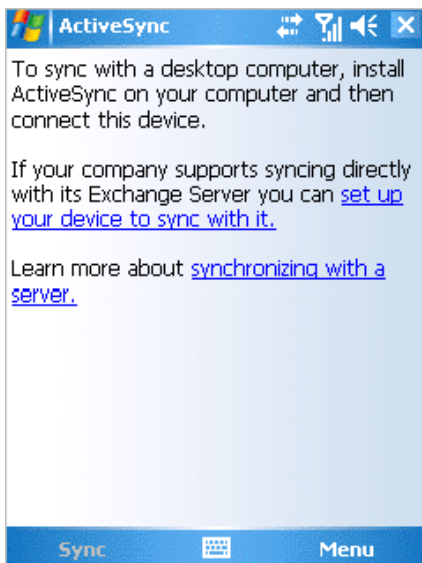 ActiveSync
To sync with a desktop computer, install
ActiveSync on your computer and then
connect this device.
If your company supports syncing directly
with its Exchange Server you can set up
your device to sync with it.
Learn more about synchronizing with a
server.
Sync Menu